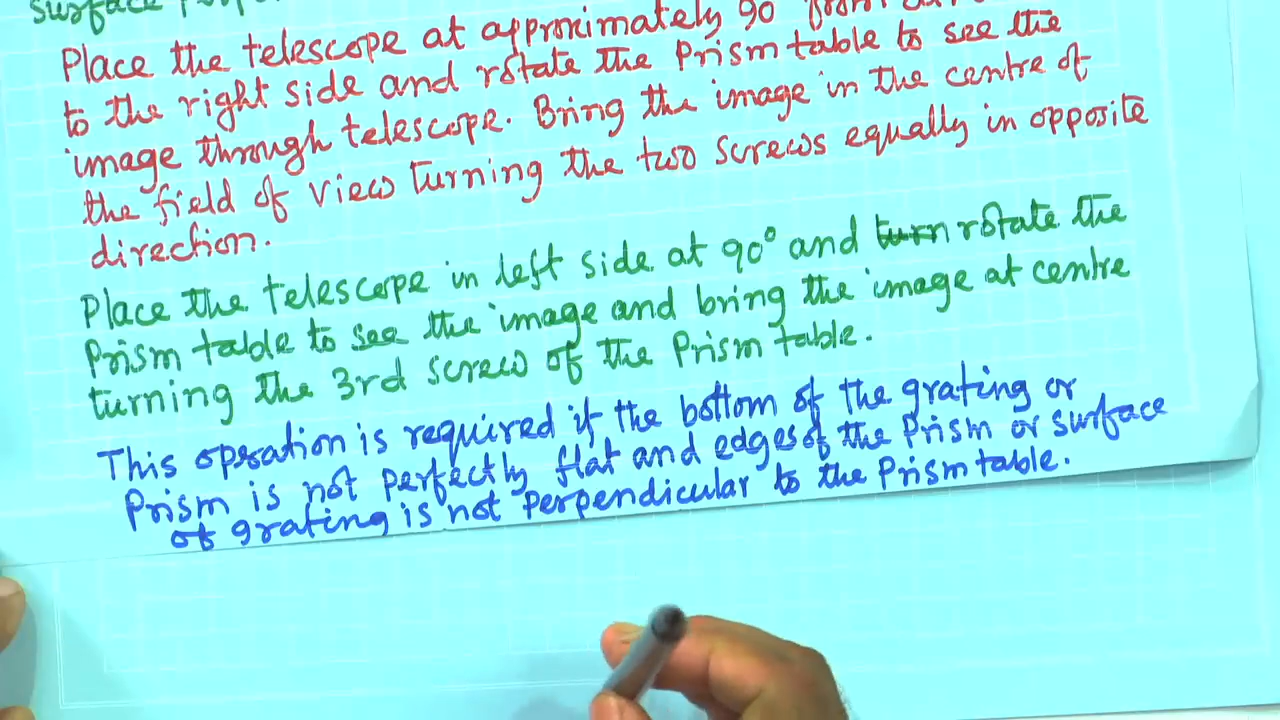 surface
Place the telescope at approximately 90° from
to the right side and rotate the Prism table to see the
image through telescope. Bring the image in the centre of
the field of view turning the two screws equally in opposite
direction.
Place the telescope in left side at 90° and turn rotate the
Prism table to see the image and bring the image at centre
turning the 3rd screw of the Prism table.
This operation is required if the bottom of the grating or
Prism is not perfectly flat and edges of the Prism or surface
of grating is not perpendicular to the Prism table.